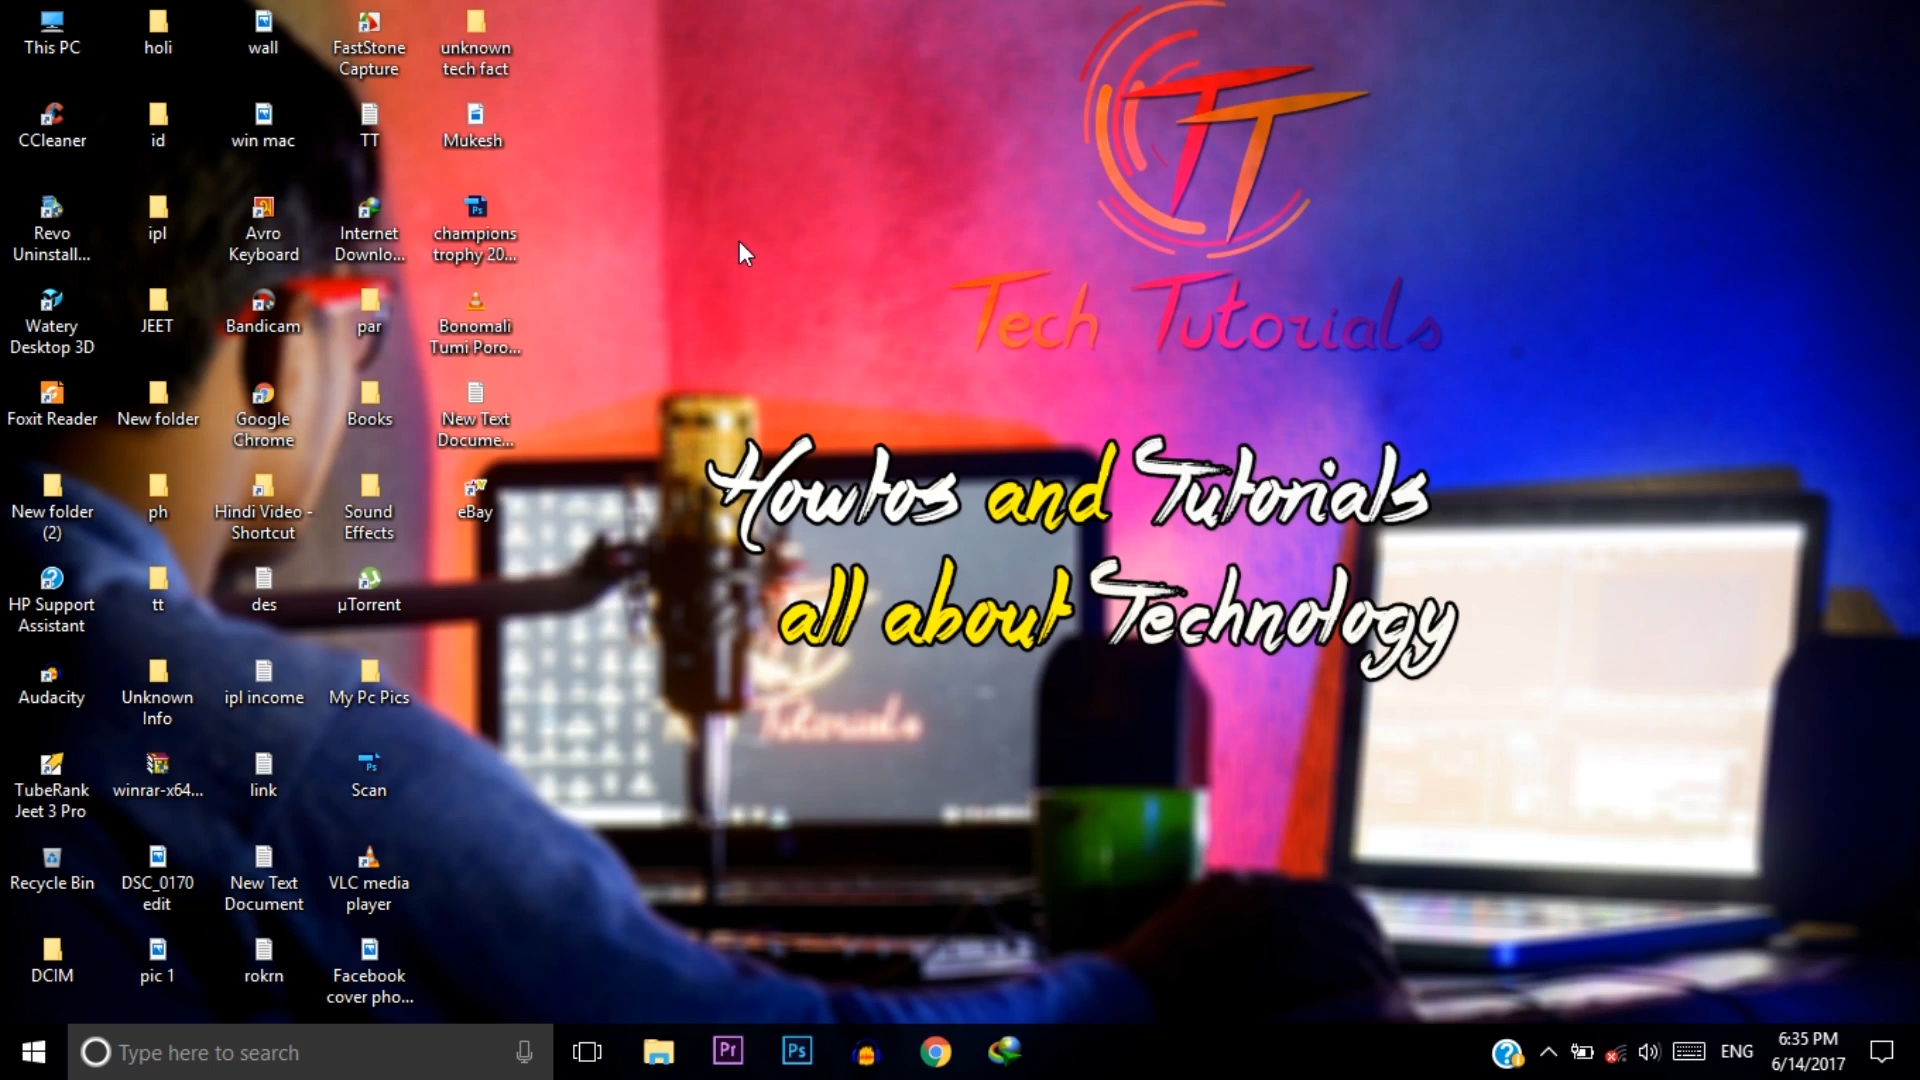 This PC
holi
wall
FastStone
Capture
unknown
tech fact
CCleaner
id
win mac
TT
Mukesh
Revo
Uninstall...
ipl
Avro
Keyboard
Internet
Downlo...
champions
trophy 20...
Watery
Desktop 3D
JEET
Bandicam
par
Bonomali
Tumi Poro...
Foxit Reader
New folder
Google
Chrome
Books
New Text
Docume...
New folder
(2)
ph
Hindi Video -
Shortcut
Sound
Effects
eBay
HP Support
Assistant
tt
des
µTorrent
Audacity
Unknown
Info
ipl income
My Pc Pics
TubeRank
Jeet 3 Pro
winrar-x64...
link
Scan
Recycle Bin
DSC_0170
edit
New Text
Document
VLC media
player
DCIM
pic 1
rokrn
Facebook
cover pho...
TT
Tech Tutorials
Howtos and Tutorials
all about Technology
Tutorials
Type here to search
Pr
Ps
ENG
6:35 PM
6/14/2017